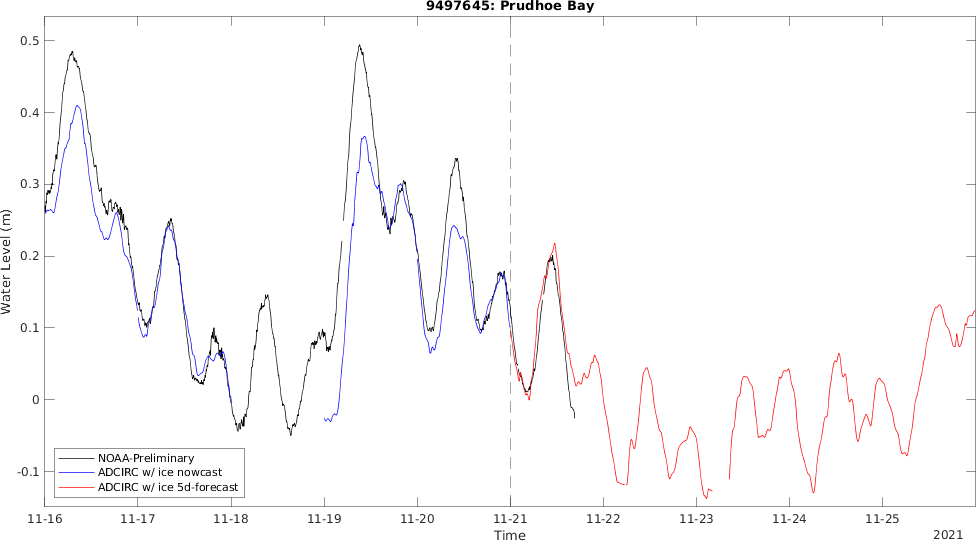 9497645: Prudhoe Bay
0.5
0.4
0.3
0.2
0.1
0
-0.1
Water Level (m)
NOAA-Preliminary
ADCIRC w/ ice nowcast
ADCIRC w/ ice 5d-forecast
11-16 11-17 11-18 11-19 11-20 11-21 11-22 11-23 11-24 11-25
Time
2021